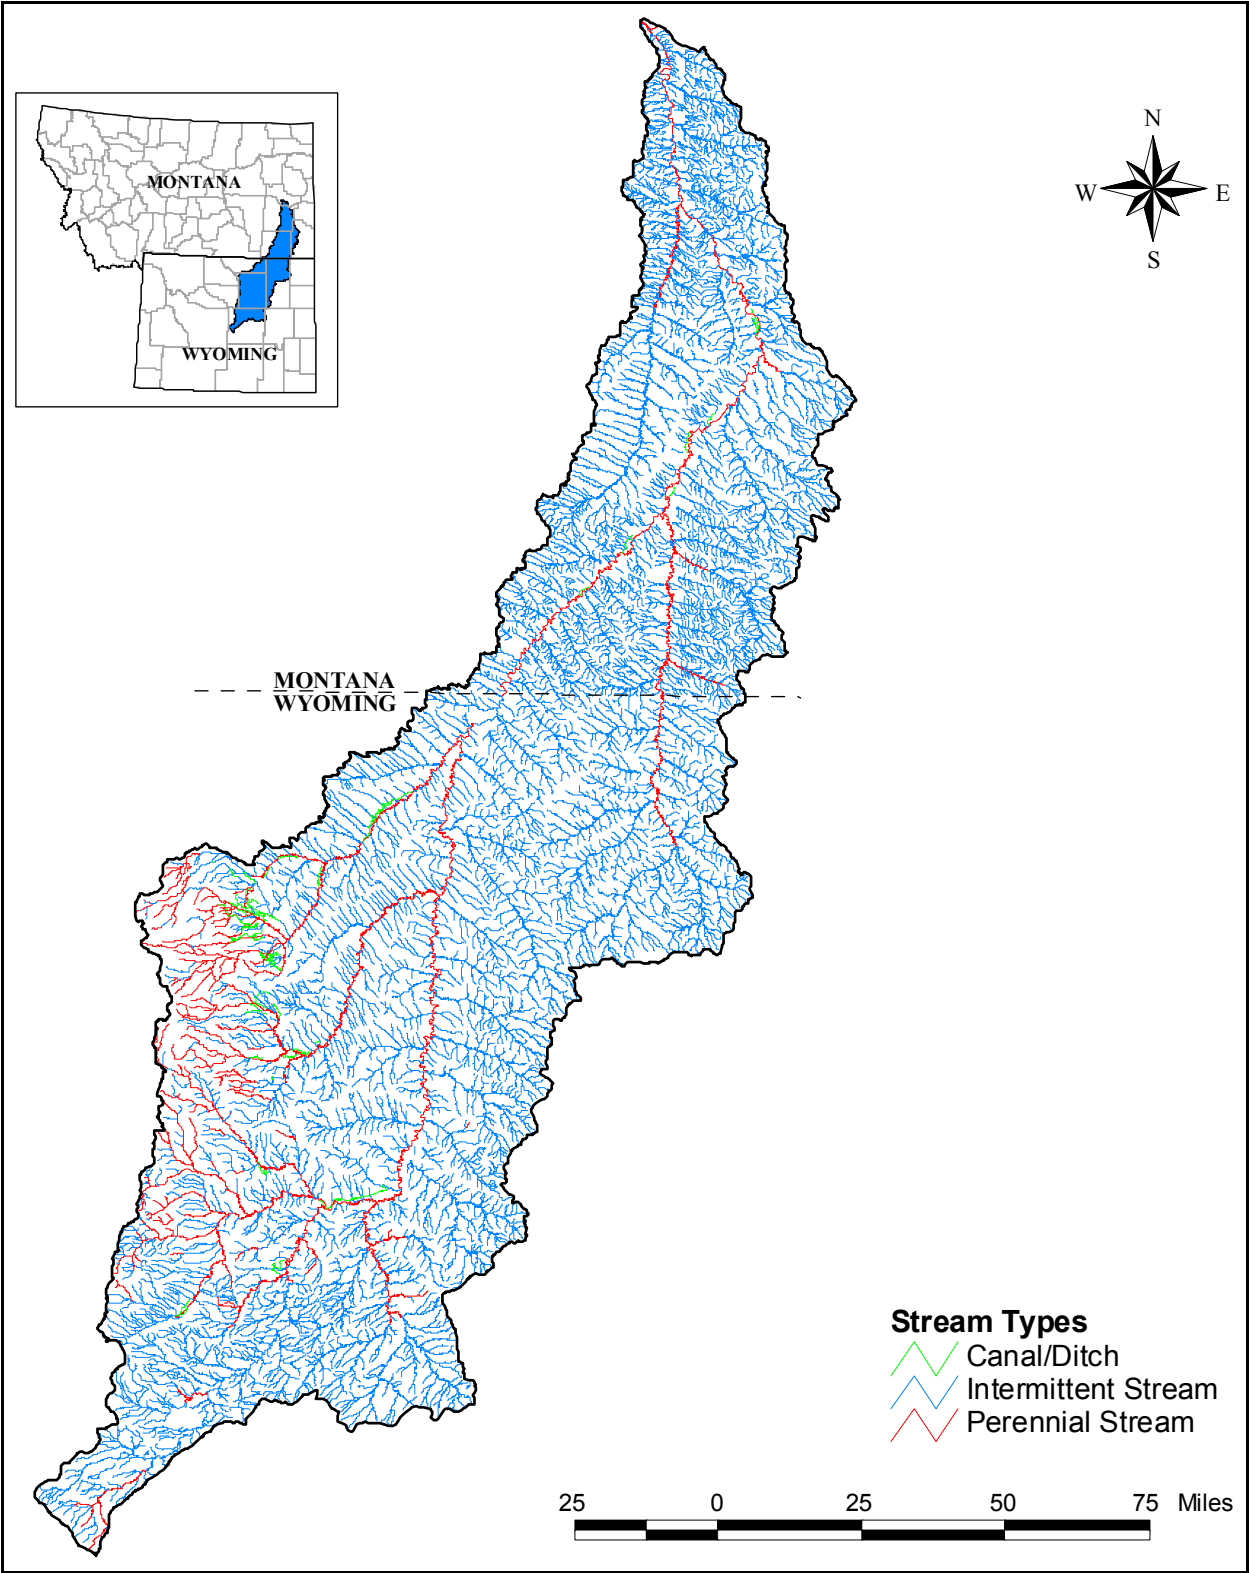 MONTANA
WYOMING
N
W
E
S
MONTANA
WYOMING
Stream Types
Canal/Ditch
Intermittent Stream
Perennial Stream
25 0 25 50 75 Miles